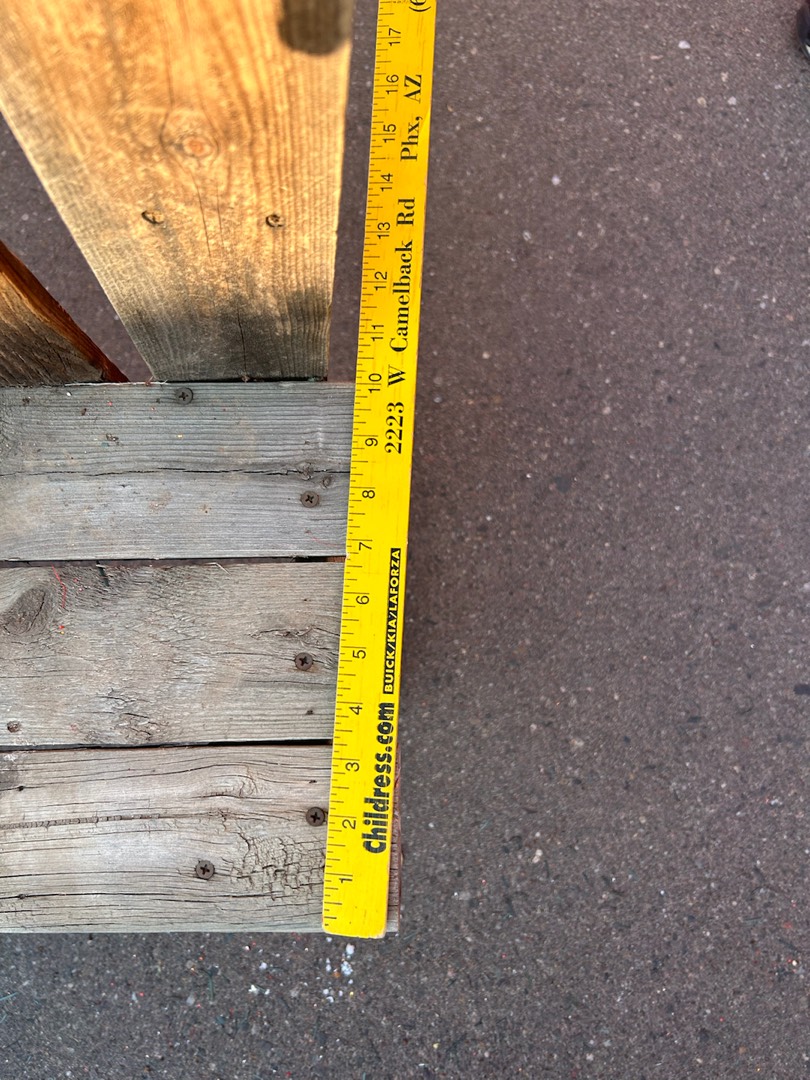 Childress.com BUICK/KIA/LAFORZA 2223 W Camelback Rd Phx, AZ
1 2 3 4 5 6 7 8 9 10 11 12 13 14 15 16 17